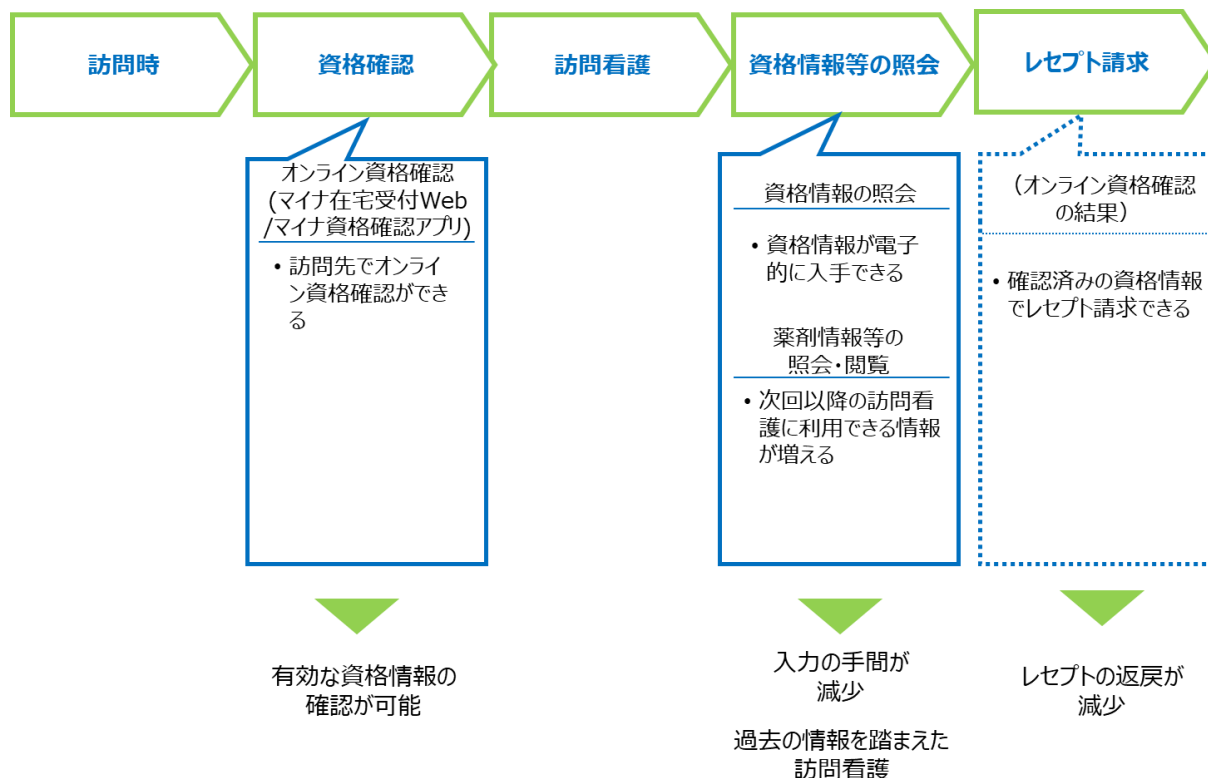 訪問時
資格確認
訪問看護
資格情報等の照会
レセプト請求
オンライン資格確認
(マイナ在宅受付Web
/マイナ資格確認アプリ)
• 訪問先でオンライ
ン資格確認ができ
る
資格情報の照会
• 資格情報が電子
的に入手できる
薬剤情報等の
照会・閲覧
• 次回以降の訪問看
護に利用できる情報
が増える
（オンライン資格確認
の結果）
• 確認済みの資格情報
でレセプト請求できる
有効な資格情報の
確認が可能
入力の手間が
減少
過去の情報を踏まえた
訪問看護
レセプトの返戻が
減少